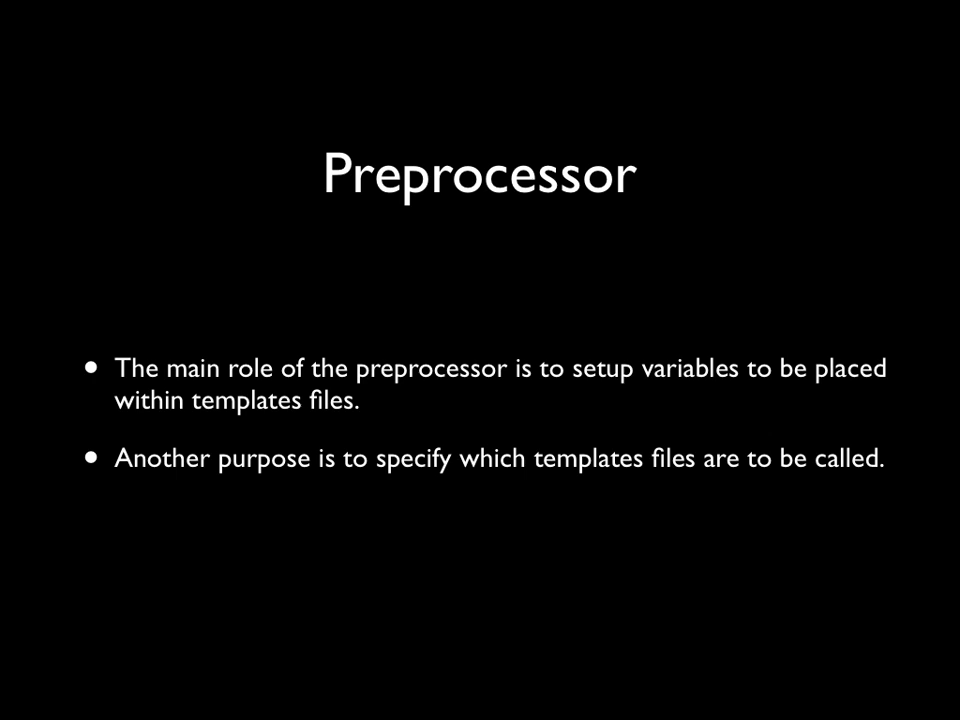 Preprocessor
• The main role of the preprocessor is to setup variables to be placed
within templates files.
• Another purpose is to specify which templates files are to be called.